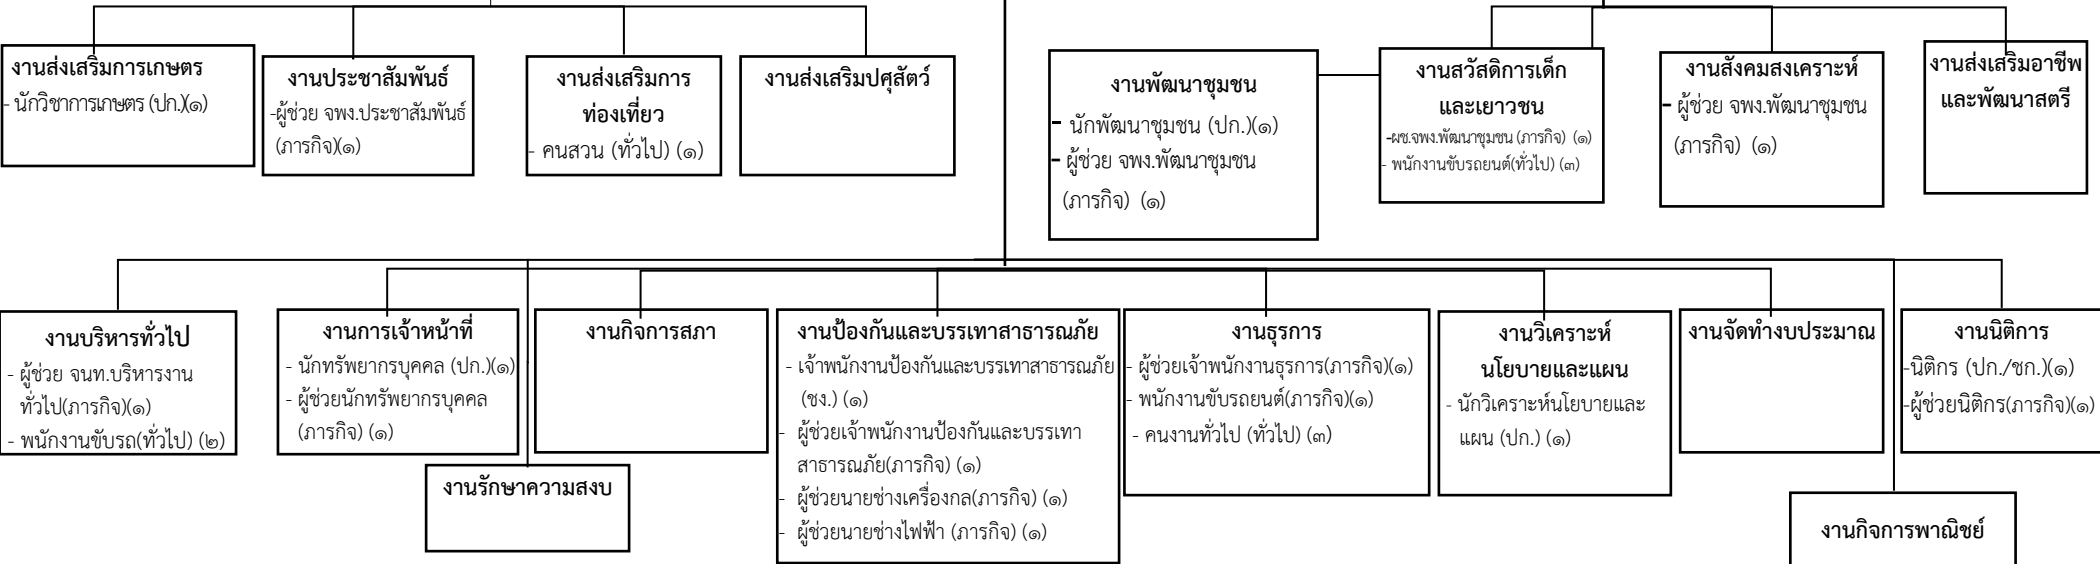 งานส่งเสริมการเกษตร
- นักวิชาการเกษตร (ปก.)(๑)
งานประชาสัมพันธ์
-ผู้ช่วย จพง.ประชาสัมพันธ์
(ภารกิจ)(๑)
งานส่งเสริมการ
ท่องเที่ยว
- คนสวน (ทั่วไป) (๑)
งานส่งเสริมปศุสัตว์
งานพัฒนาชุมชน
- นักพัฒนาชุมชน (ปก.)(๑)
- ผู้ช่วย จพง.พัฒนาชุมชน
(ภารกิจ) (๑)
งานสวัสดิการเด็ก
และเยาวชน
-ผช.จพง.พัฒนาชุมชน (ภารกิจ) (๑)
- พนักงานขับรถยนต์(ทั่วไป) (๓)
งานสังคมสงเคราะห์
- ผู้ช่วย จพง.พัฒนาชุมชน
(ภารกิจ) (๑)
งานส่งเสริมอาชีพ
และพัฒนาสตรี
งานบริหารทั่วไป
- ผู้ช่วย จนท.บริหารงาน
ทั่วไป(ภารกิจ)(๑)
- พนักงานขับรถ(ทั่วไป) (๒)
งานการเจ้าหน้าที่
- นักทรัพยากรบุคคล (ปก.)(๑)
- ผู้ช่วยนักทรัพยากรบุคคล
(ภารกิจ) (๑)
งานกิจการสภา
งานป้องกันและบรรเทาสาธารณภัย
- เจ้าพนักงานป้องกันและบรรเทาสาธารณภัย
(ชง.) (๑)
- ผู้ช่วยเจ้าพนักงานป้องกันและบรรเทา
สาธารณภัย(ภารกิจ) (๑)
- ผู้ช่วยนายช่างเครื่องกล(ภารกิจ) (๑)
- ผู้ช่วยนายช่างไฟฟ้า (ภารกิจ) (๑)
งานธุรการ
- ผู้ช่วยเจ้าพนักงานธุรการ(ภารกิจ)(๑)
- พนักงานขับรถยนต์(ภารกิจ)(๑)
- คนงานทั่วไป (ทั่วไป) (๓)
งานวิเคราะห์
นโยบายและแผน
- นักวิเคราะห์นโยบายและ
แผน (ปก.) (๑)
งานจัดทำงบประมาณ
งานนิติการ
-นิติกร (ปก./ชก.)(๑)
-ผู้ช่วยนิติกร(ภารกิจ)(๑)
งานรักษาความสงบ
งานกิจการพาณิชย์